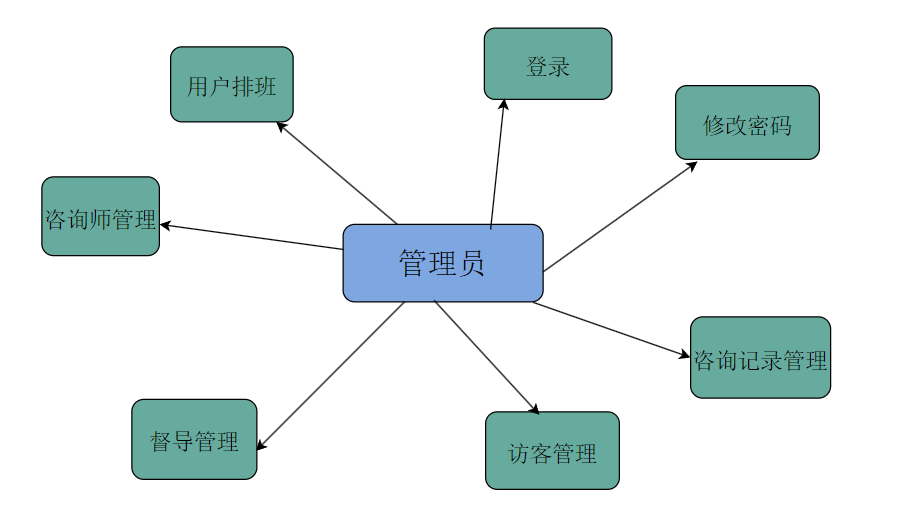 登录
用户排班
修改密码
咨询师管理
管理员
咨询记录管理
督导管理
访客管理